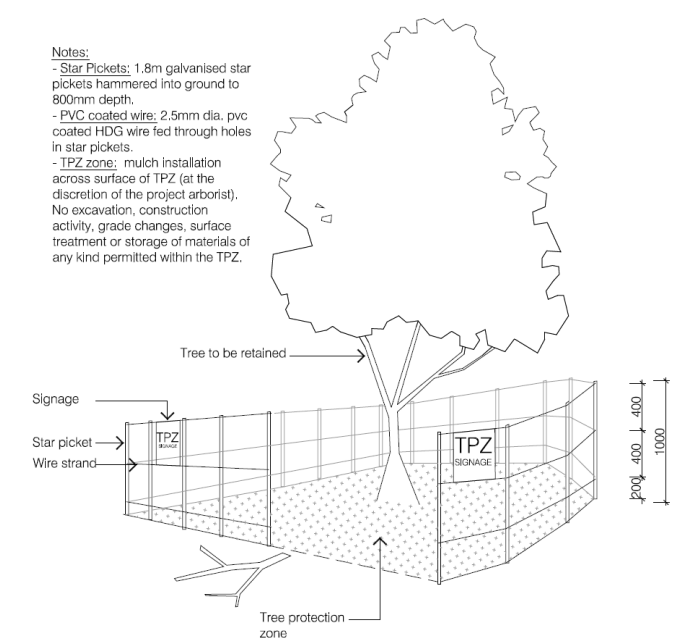 Notes:
- Star Pickets: 1.8m galvanised star
pickets hammered into ground to
800mm depth.
- PVC coated wire: 2.5mm dia. pvc
coated HDG wire fed through holes
in star pickets.
- TPZ zone: mulch installation
across surface of TPZ (at the
discretion of the project arborist).
No excavation, construction
activity, grade changes, surface
treatment or storage of materials of
any kind permitted within the TPZ.
Tree to be retained
Signage
Star picket
Wire strand
TPZ
SIGNAGE
TPZ
SIGNAGE
400
400
200
1000
Tree protection
zone